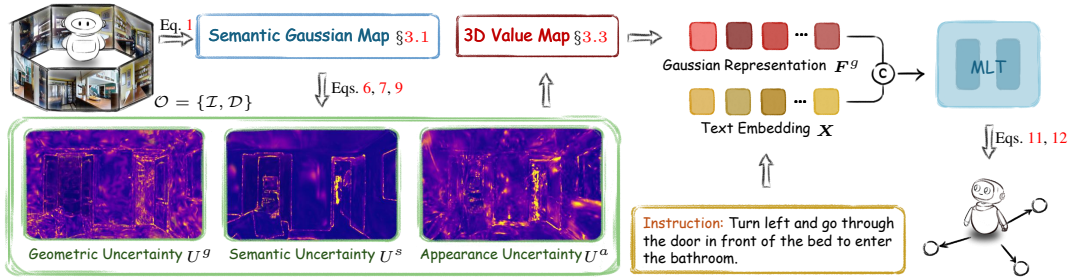 Eq. 1
Semantic Gaussian Map §3.1
3D Value Map §3.3
Gaussian Representation F^g
C
MLT
𝒪 = {ℐ, 𝒟}
Eqs. 6, 7, 9
Text Embedding X
Eqs. 11, 12
Geometric Uncertainty U^g
Semantic Uncertainty U^s
Appearance Uncertainty U^a
Instruction: Turn left and go through
the door in front of the bed to enter
the bathroom.